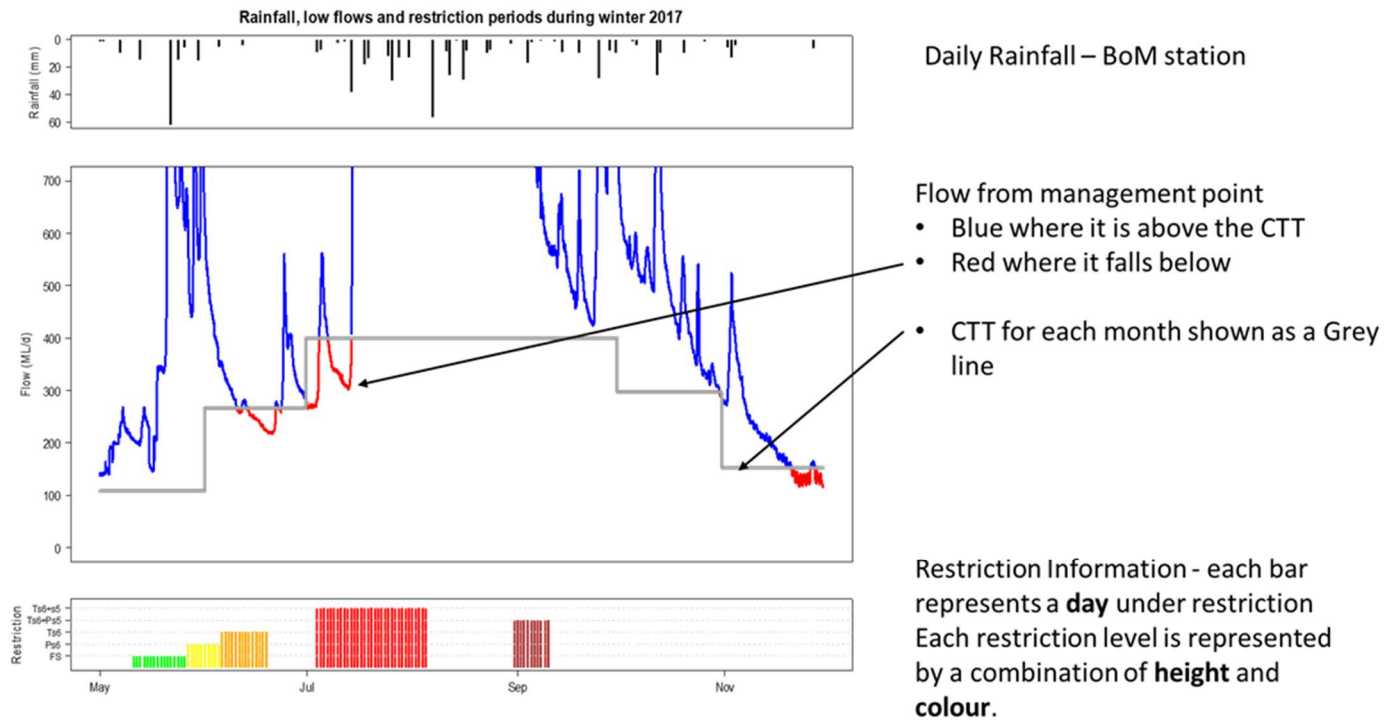 Rainfall, low flows and restriction periods during winter 2017
Rainfall (mm)
0
20
40
60
Daily Rainfall – BoM station
Flow (ML/d)
700
600
500
400
300
200
100
0
Flow from management point
• Blue where it is above the CTT
• Red where it falls below
• CTT for each month shown as a Grey
line
Restriction
Ts6+s5
Ts6+Ps5
Ts6
Ps6
FS
May
Jul
Sep
Nov
Restriction Information - each bar
represents a day under restriction
Each restriction level is represented
by a combination of height and
colour.